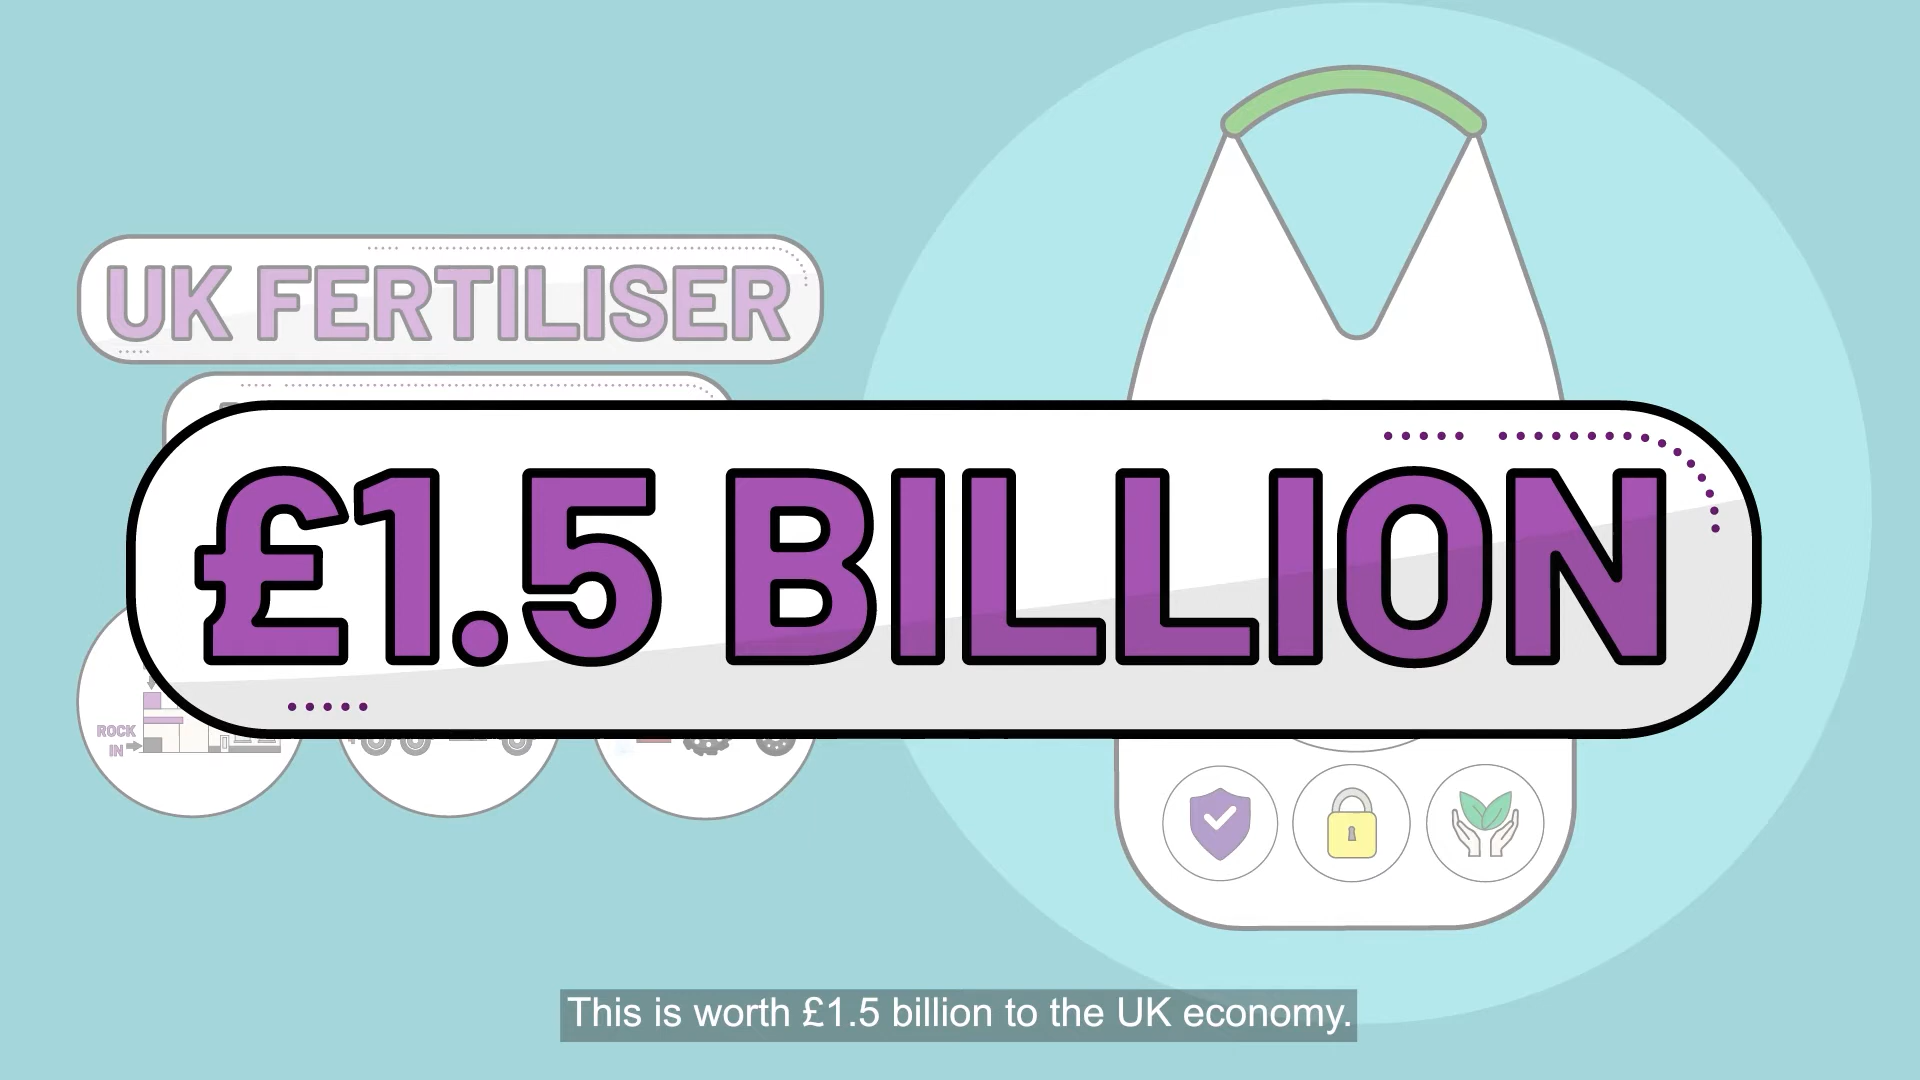 UK FERTILISER
£1.5 BILLION
ROCK
IN
This is worth £1.5 billion to the UK economy.